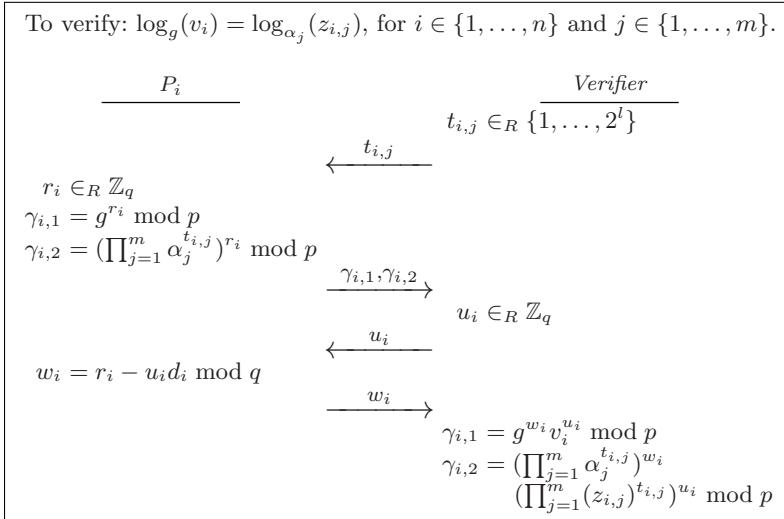 To verify: log_g(v_i) = log_{α_j}(z_{i,j}), for i ∈ {1, . . . , n} and j ∈ {1, . . . , m}.
P_i Verifier
t_{i,j} ∈_R {1, . . . , 2^l}
t_{i,j}
r_i ∈_R ℤ_q
γ_{i,1} = g^{r_i} mod p
γ_{i,2} = (∏_{j=1}^{m} α_j^{t_{i,j}})^{r_i} mod p
γ_{i,1},γ_{i,2}
u_i ∈_R ℤ_q
u_i
w_i = r_i − u_i d_i mod q
w_i
γ_{i,1} = g^{w_i} v_i^{u_i} mod p
γ_{i,2} = (∏_{j=1}^{m} α_j^{t_{i,j}})^{w_i}
(∏_{j=1}^{m} (z_{i,j})^{t_{i,j}})^{u_i} mod p